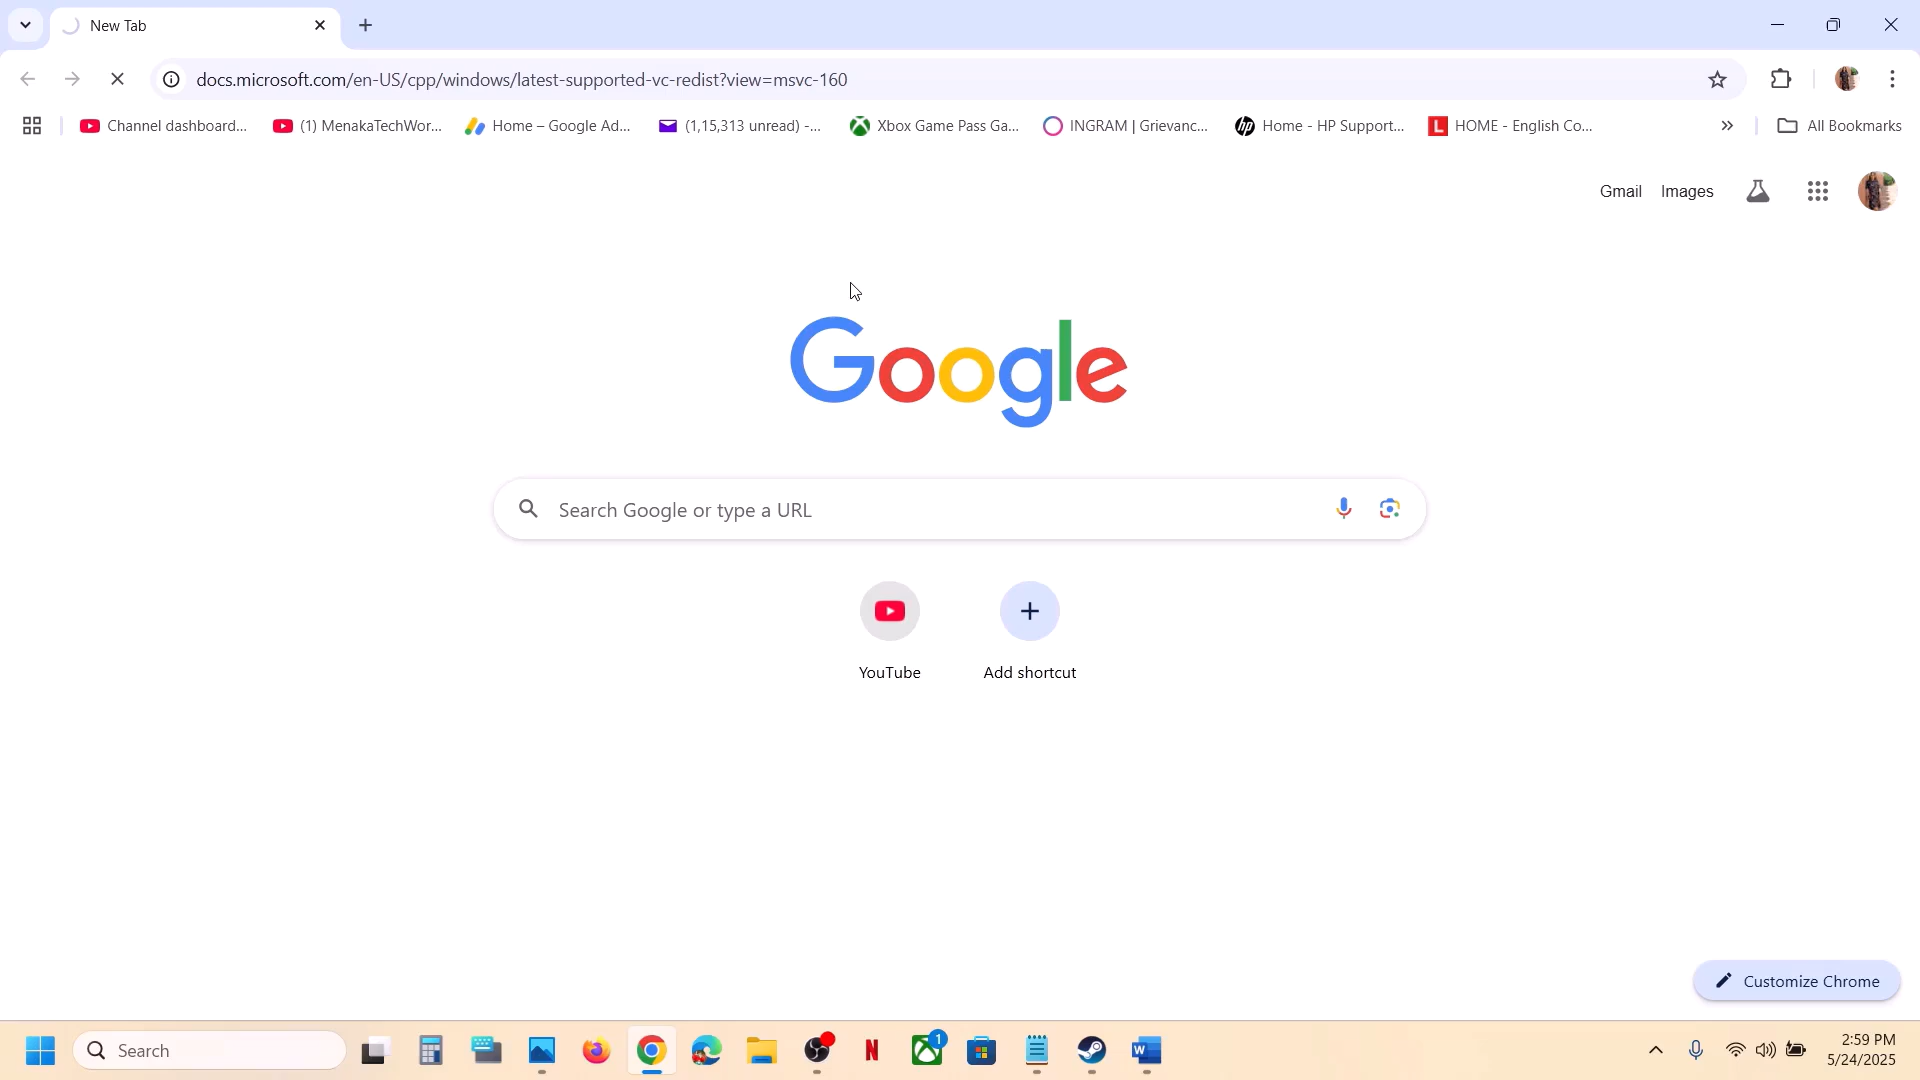 New Tab
docs.microsoft.com/en-US/cpp/windows/latest-supported-vc-redist?view=msvc-160
Channel dashboard... (1) MenakaTechWor... Home – Google Ad... (1,15,313 unread) -... Xbox Game Pass Ga... INGRAM | Grievanc... hp Home - HP Support... L HOME - English Co... » All Bookmarks
Gmail Images
Google
Search Google or type a URL
YouTube Add shortcut
Customize Chrome
Search N 1 W 2:59 PM
5/24/2025